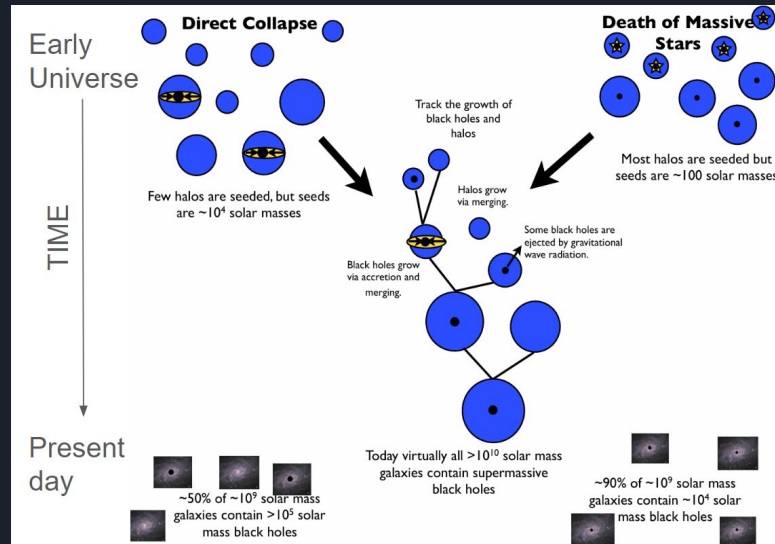 Early
Universe
TIME
Present
day
Direct Collapse
Few halos are seeded, but seeds
are ~10⁴ solar masses
Death of Massive
Stars
Most halos are seeded but
seeds are ~100 solar masses
Track the growth of
black holes and
halos
Halos grow
via merging.
Some black holes are
ejected by gravitational
wave radiation.
Black holes grow
via accretion and
merging.
Today virtually all >10¹⁰ solar mass
galaxies contain supermassive
black holes
~50% of ~10⁹ solar mass
galaxies contain >10⁵ solar
mass black holes
~90% of ~10⁹ solar mass
galaxies contain ~10⁴ solar
mass black holes